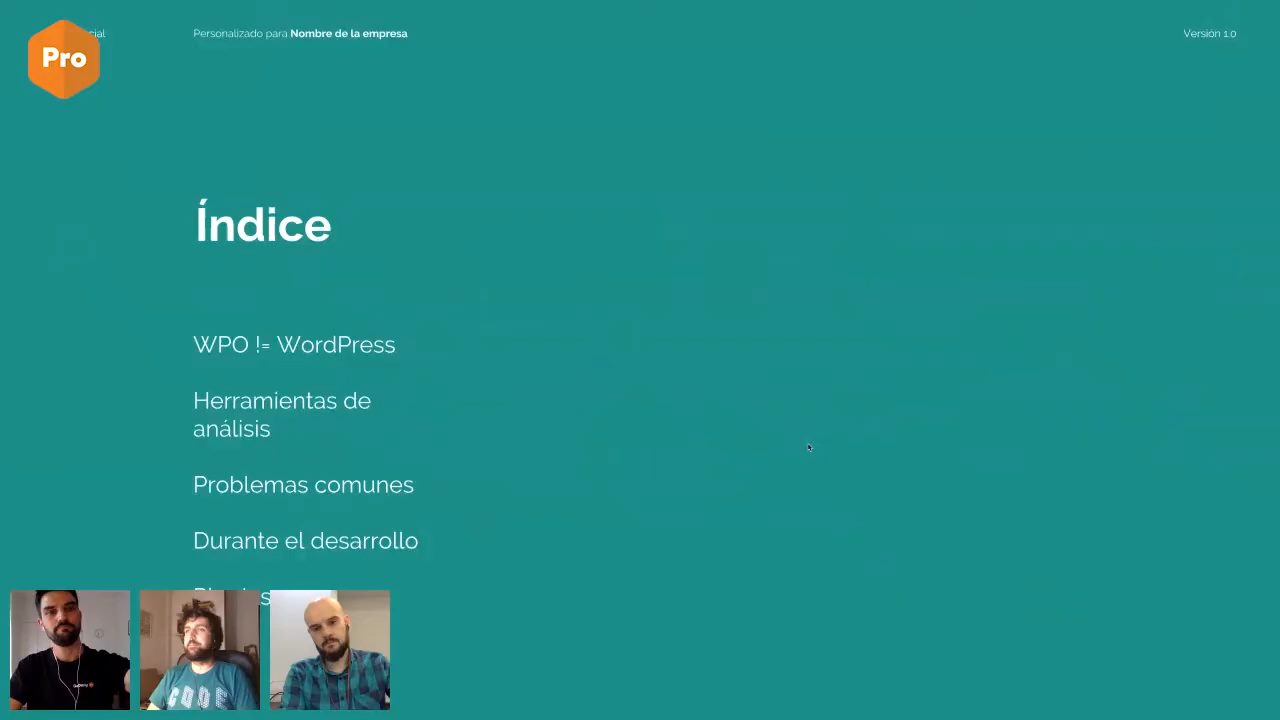 Pro
Personalizado para Nombre de la empresa
Versión 1.0
Índice
WPO != WordPress
Herramientas de
análisis
Problemas comunes
Durante el desarrollo
CODE